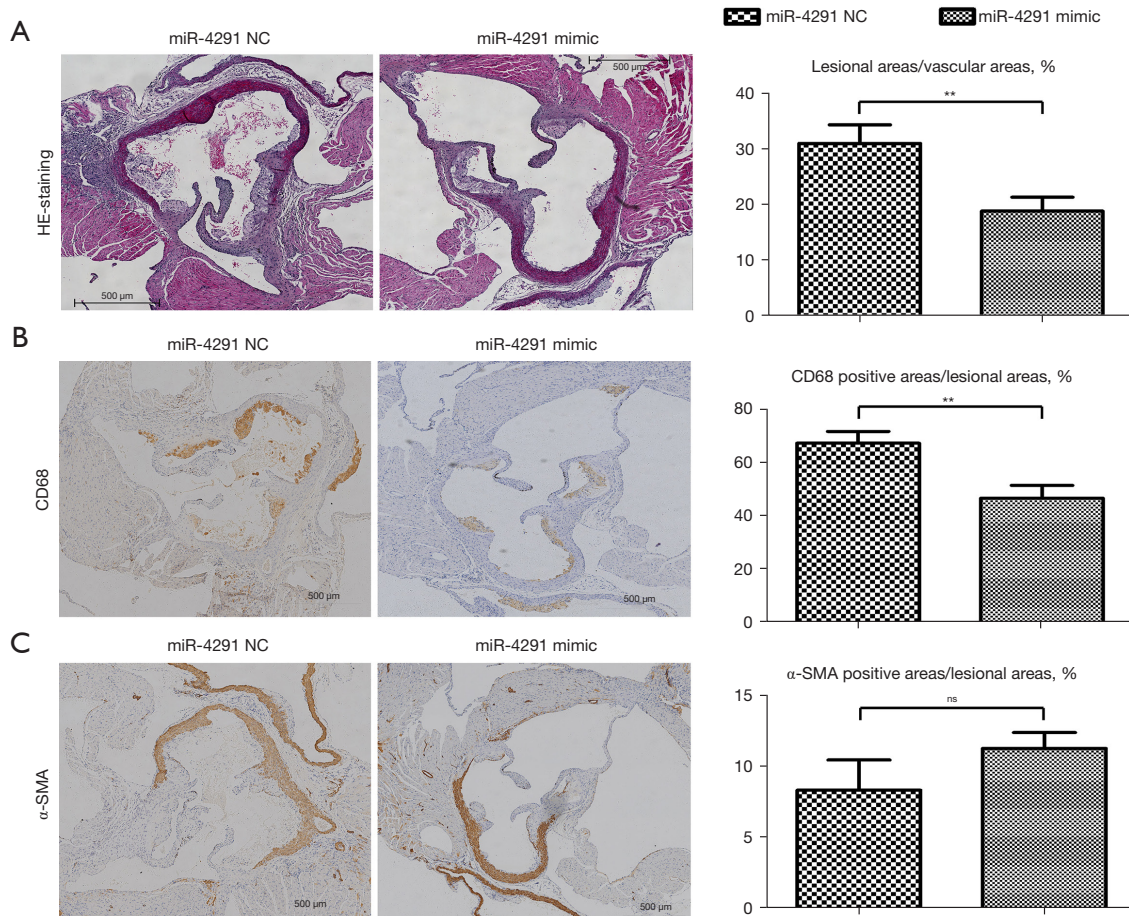 miR-4291 NC
miR-4291 mimic
A
miR-4291 NC
miR-4291 mimic
HE-staining
500 µm
500 µm
Lesional areas/vascular areas, %
**
40
30
20
10
0
B
miR-4291 NC
miR-4291 mimic
CD68
500 µm
500 µm
CD68 positive areas/lesional areas, %
**
80
60
40
60
0
C
miR-4291 NC
miR-4291 mimic
α-SMA
500 µm
500 µm
α-SMA positive areas/lesional areas, %
ns
15
10
5
0